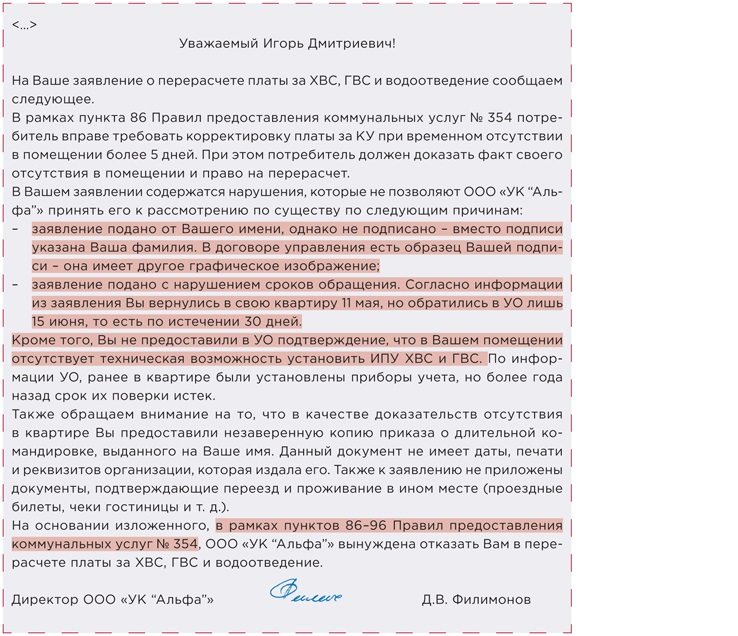 <...>
Уважаемый Игорь Дмитриевич!
На Ваше заявление о перерасчете платы за ХВС, ГВС и водоотведение сообщаем
следующее.
В рамках пункта 86 Правил предоставления коммунальных услуг № 354 потре-
битель вправе требовать корректировку платы за КУ при временном отсутствии
в помещении более 5 дней. При этом потребитель должен доказать факт своего
отсутствия в помещении и право на перерасчет.
В Вашем заявлении содержатся нарушения, которые не позволяют ООО «УК “Аль-
фа”» принять его к рассмотрению по существу по следующим причинам:
– заявление подано от Вашего имени, однако не подписано – вместо подписи
указана Ваша фамилия. В договоре управления есть образец Вашей подпи-
си – она имеет другое графическое изображение;
– заявление подано с нарушением сроков обращения. Согласно информации
из заявления Вы вернулись в свою квартиру 11 мая, но обратились в УО лишь
15 июня, то есть по истечении 30 дней.
Кроме того, Вы не предоставили в УО подтверждение, что в Вашем помещении
отсутствует техническая возможность установить ИПУ ХВС и ГВС. По инфор-
мации УО, ранее в квартире были установлены приборы учета, но более года
назад срок их поверки истек.
Также обращаем внимание на то, что в качестве доказательств отсутствия
в квартире Вы предоставили незаверенную копию приказа о длительной ко-
мандировке, выданного на Ваше имя. Данный документ не имеет даты, печати
и реквизитов организации, которая издала его. Также к заявлению не приложены
документы, подтверждающие переезд и проживание в ином месте (проездные
билеты, чеки гостиницы и т. д.).
На основании изложенного, в рамках пунктов 86–96 Правил предоставления
коммунальных услуг № 354, ООО «УК “Альфа”» вынуждена отказать Вам в пере-
расчете платы за ХВС, ГВС и водоотведение.
Директор ООО «УК “Альфа”» Д.В. Филимонов